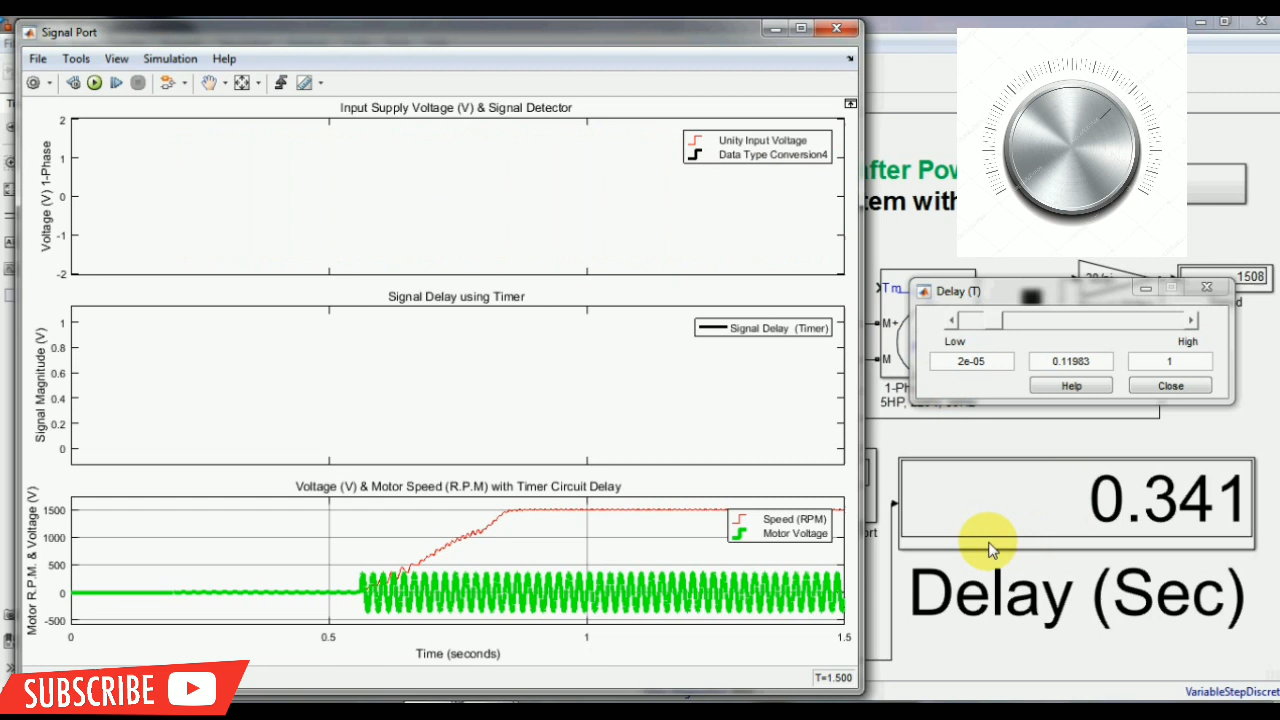 Signal Port
File Tools View Simulation Help
Input Supply Voltage (V) & Signal Detector
Unity Input Voltage
Data Type Conversion4
Voltage (V) 1-Phase
2
1
0
-1
-2
Signal Delay using Timer
Signal Delay (Timer)
Signal Magnitude (V)
1
0.8
0.6
0.4
0.2
0
Voltage (V) & Motor Speed (R.P.M) with Timer Circuit Delay
Speed (RPM)
Motor Voltage
Motor R.P.M. & Voltage (V)
1500
1000
500
0
-500
0 0.5 1 1.5
Time (seconds)
T=1.500
SUBSCRIBE
after Pow
tem with
Tm
M+
M
1-Ph
1508
Delay (T)
Low High
2e-05 0.11983 1
Help Close
0.341
Delay (Sec)
VariableStepDiscret